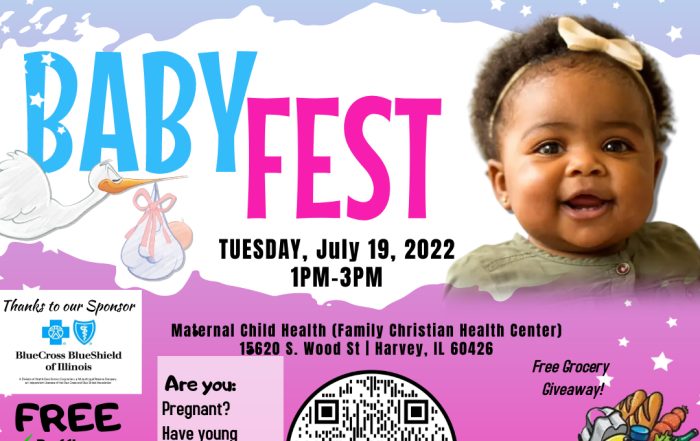 BABY
FEST
TUESDAY, July 19, 2022
1PM-3PM
Thanks to our Sponsor
BlueCross BlueShield
of Illinois
Maternal Child Health (Family Christian Health Center)
15620 S. Wood St | Harvey, IL 60426
Are you:
Pregnant?
Have young
Free Grocery
Giveaway!
FREE